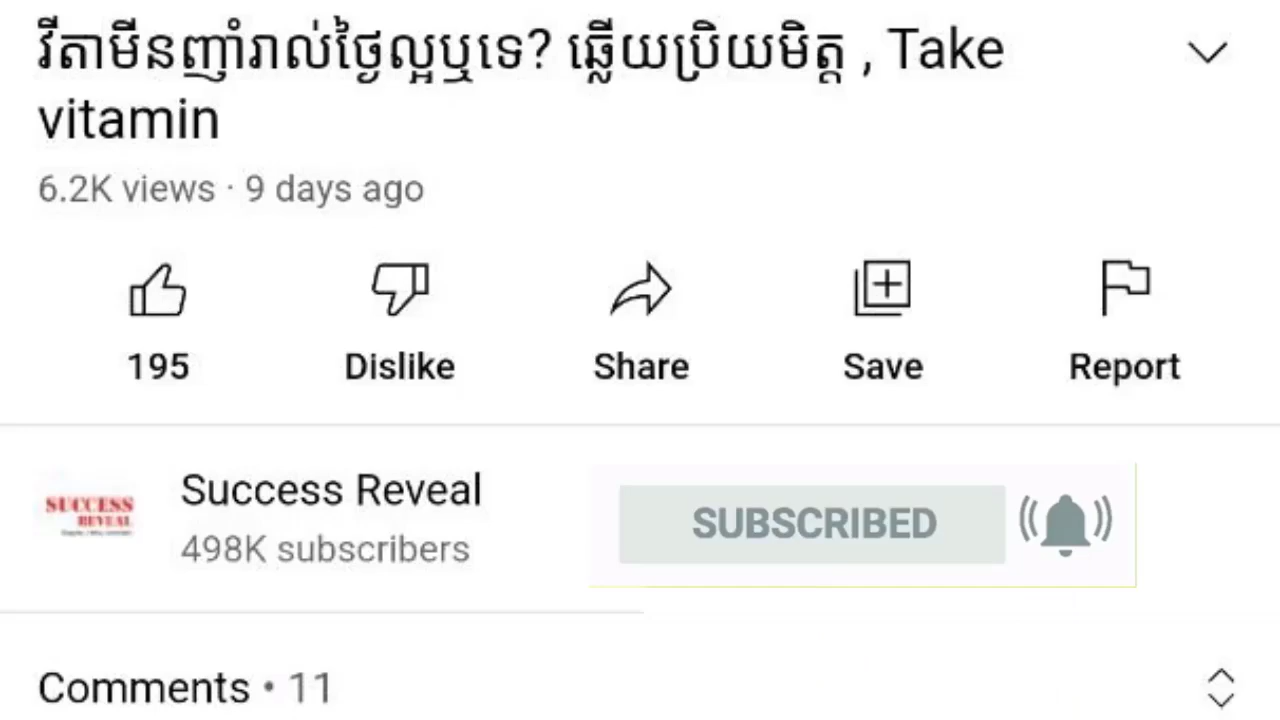 វីតាមីនញ៉ាំរាល់ថ្ងៃល្អឬទេ? ឆ្លើយប្រិយមិត្ត , Take
vitamin
6.2K views · 9 days ago
195
Dislike
Share
Save
Report
SUCCESS
REVEAL
Success Reveal
498K subscribers
SUBSCRIBED
Comments • 11